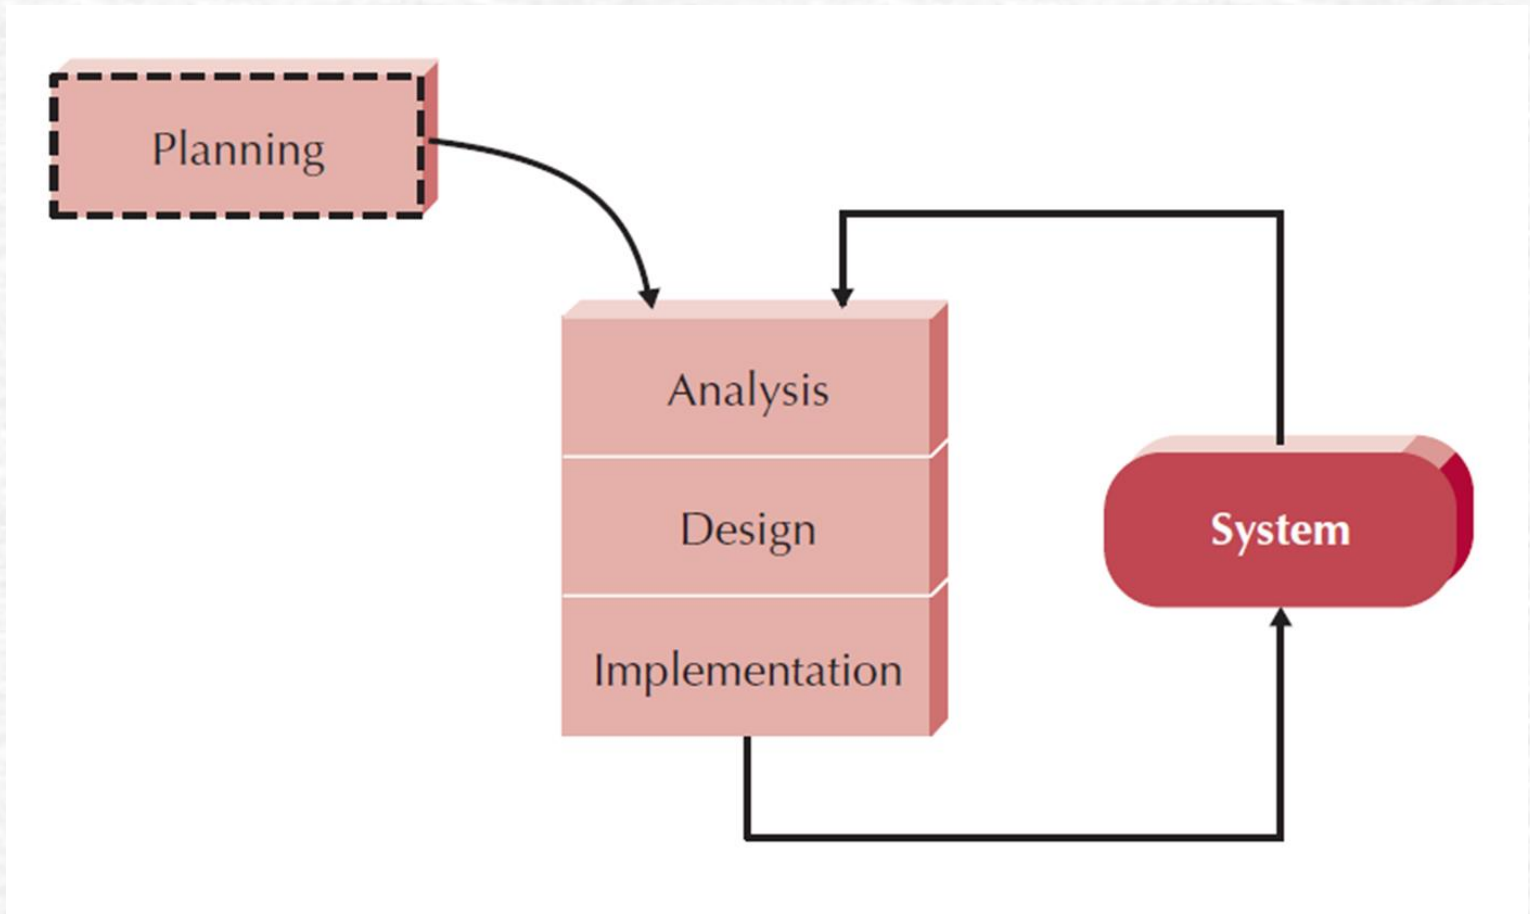 Planning
Analysis
Design
Implementation
System